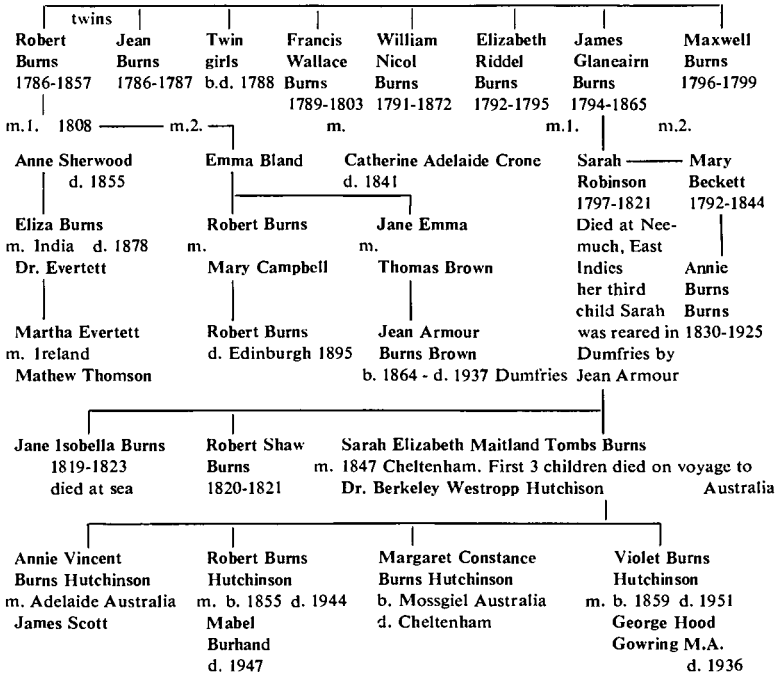 twins
Robert Jean Twin Francis William Elizabeth James Maxwell
Burns Burns girls Wallace Nicol Riddel Glancairn Burns
1786-1857 1786-1787 b.d. 1788 Burns Burns Burns Burns 1796-1799
1789-1803 1791-1872 1792-1795 1794-1865
m.1. 1808 m.2. m. m.1. m.2.
Anne Sherwood Emma Bland Catherine Adelaide Crone Sarah Mary
d. 1855 d. 1841 Robinson Beckett
1797-1821 1792-1844
Eliza Burns Robert Burns Jane Emma Died at Nee-
m. India d. 1878 m. m. much, East
Dr. Evertett Mary Campbell Thomas Brown Indies Annie
her third Burns
child Sarah Burns
Martha Evertett Robert Burns Jean Armour was reared in 1830-1925
m. Ireland d. Edinburgh 1895 Burns Brown Dumfries by
Mathew Thomson b. 1864 - d. 1937 Dumfries Jean Armour
Jane Isobella Burns Robert Shaw Sarah Elizabeth Maitland Tombs Burns
1819-1823 Burns m. 1847 Cheltenham. First 3 children died on voyage to
died at sea 1820-1821 Dr. Berkeley Westropp Hutchison Australia
Annie Vincent Robert Burns Margaret Constance Violet Burns
Burns Hutchinson Hutchinson Burns Hutchinson Hutchinson
m. Adelaide Australia m. b. 1855 d. 1944 b. Mossgiel Australia m. b. 1859 d. 1951
James Scott Mabel d. Cheltenham George Hood
Burhand Gowring M.A.
d. 1947 d. 1936